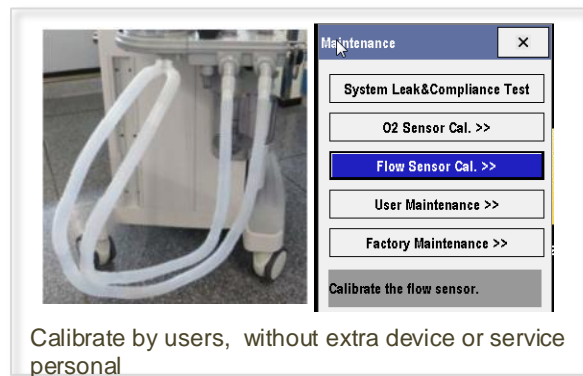 Maintenance
×
System Leak&Compliance Test
O2 Sensor Cal. >>
Flow Sensor Cal. >>
User Maintenance >>
Factory Maintenance >>
Calibrate the flow sensor.
Calibrate by users, without extra device or service
personal